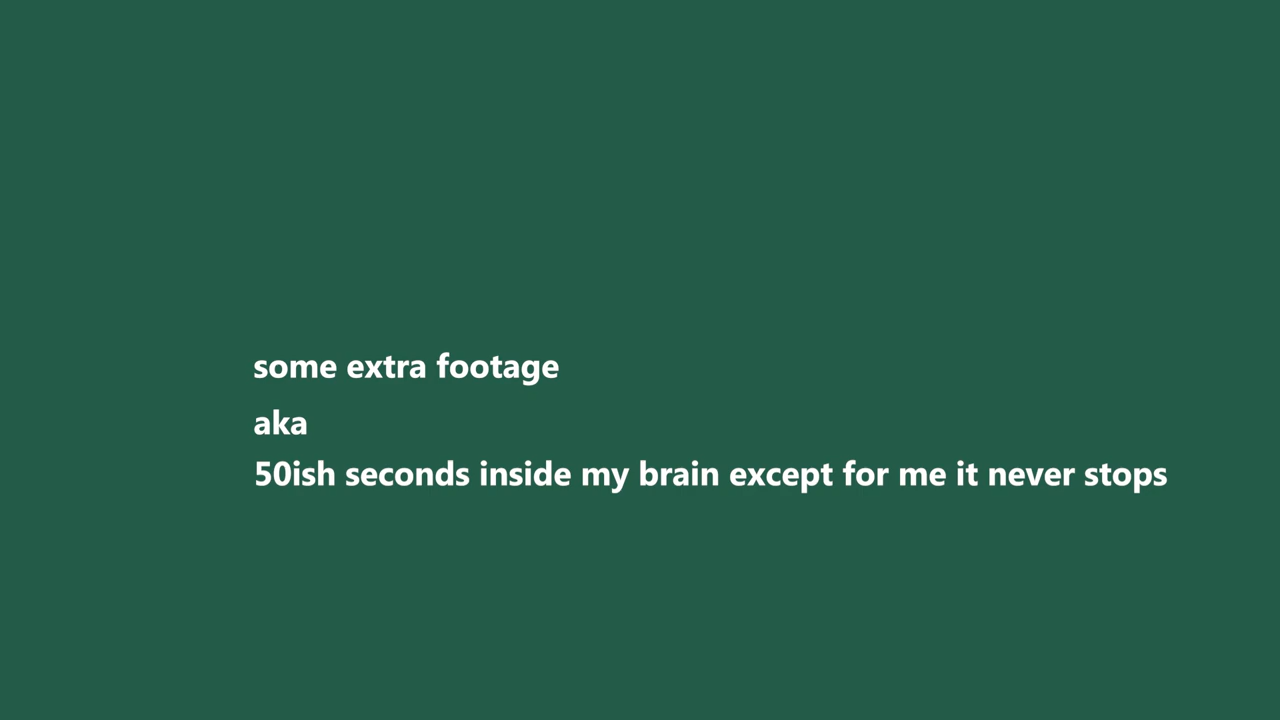 some extra footage
aka
50ish seconds inside my brain except for me it never stops